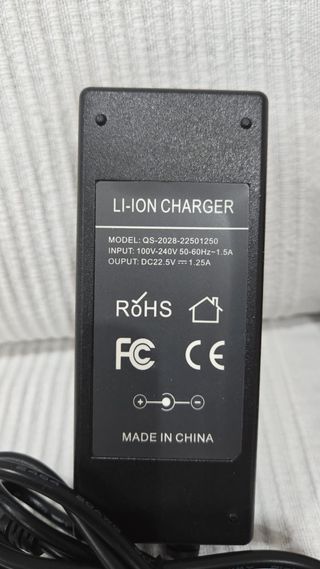 LI-ION CHARGER
MODEL: QS-2028-22501250
INPUT: 100V-240V 50-60Hz~1.5A
OUPUT: DC22.5V ⎓ 1.25A
RoHS
FC CE
MADE IN CHINA